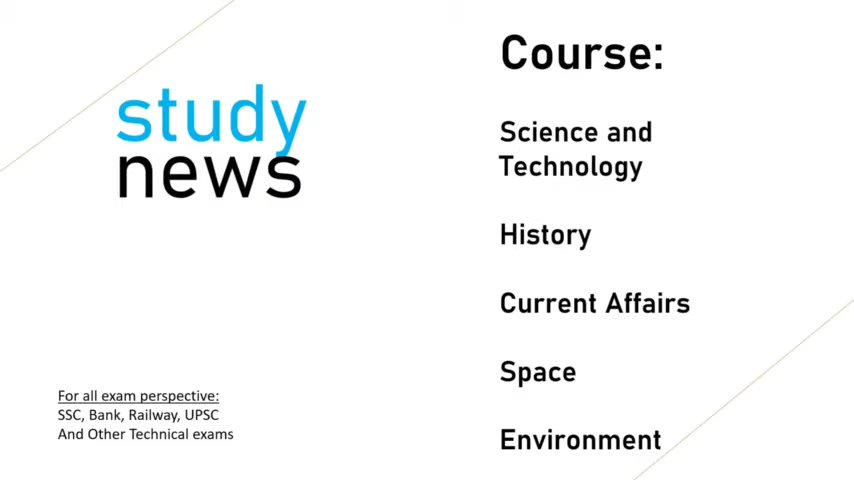 study
news
For all exam perspective:
SSC, Bank, Railway, UPSC
And Other Technical exams
Course:
Science and
Technology
History
Current Affairs
Space
Environment